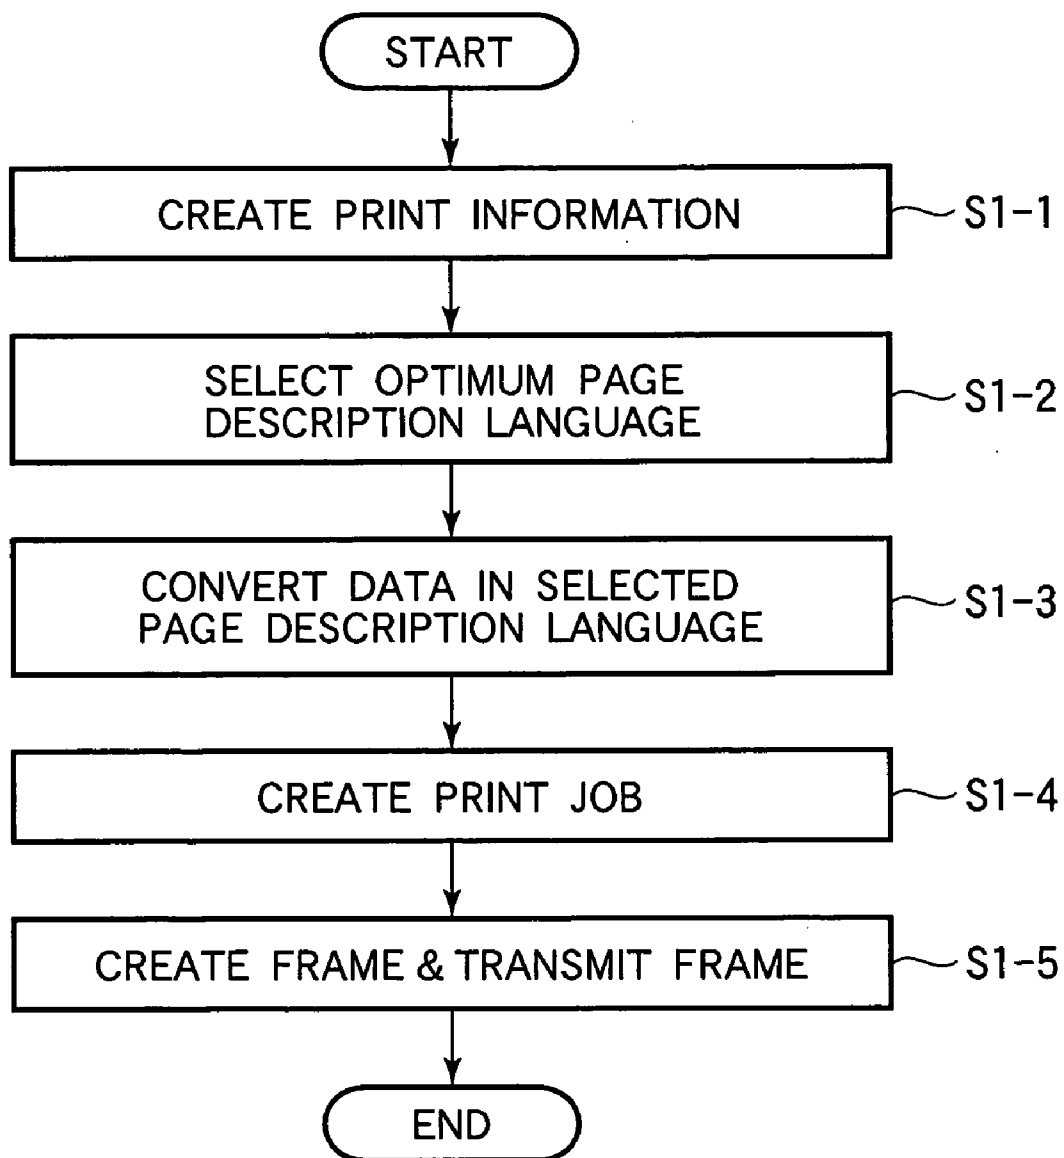 START
CREATE PRINT INFORMATION
S1-1
SELECT OPTIMUM PAGE
DESCRIPTION LANGUAGE
S1-2
CONVERT DATA IN SELECTED
PAGE DESCRIPTION LANGUAGE
S1-3
CREATE PRINT JOB
S1-4
CREATE FRAME & TRANSMIT FRAME
S1-5
END